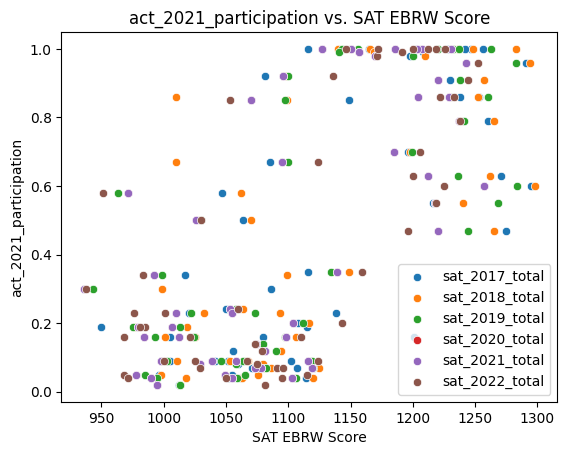 act_2021_participation vs. SAT EBRW Score
act_2021_participation
1.0
0.8
0.6
0.4
0.2
0.0
950 1000 1050 1100 1150 1200 1250 1300
SAT EBRW Score
sat_2017_total
sat_2018_total
sat_2019_total
sat_2020_total
sat_2021_total
sat_2022_total